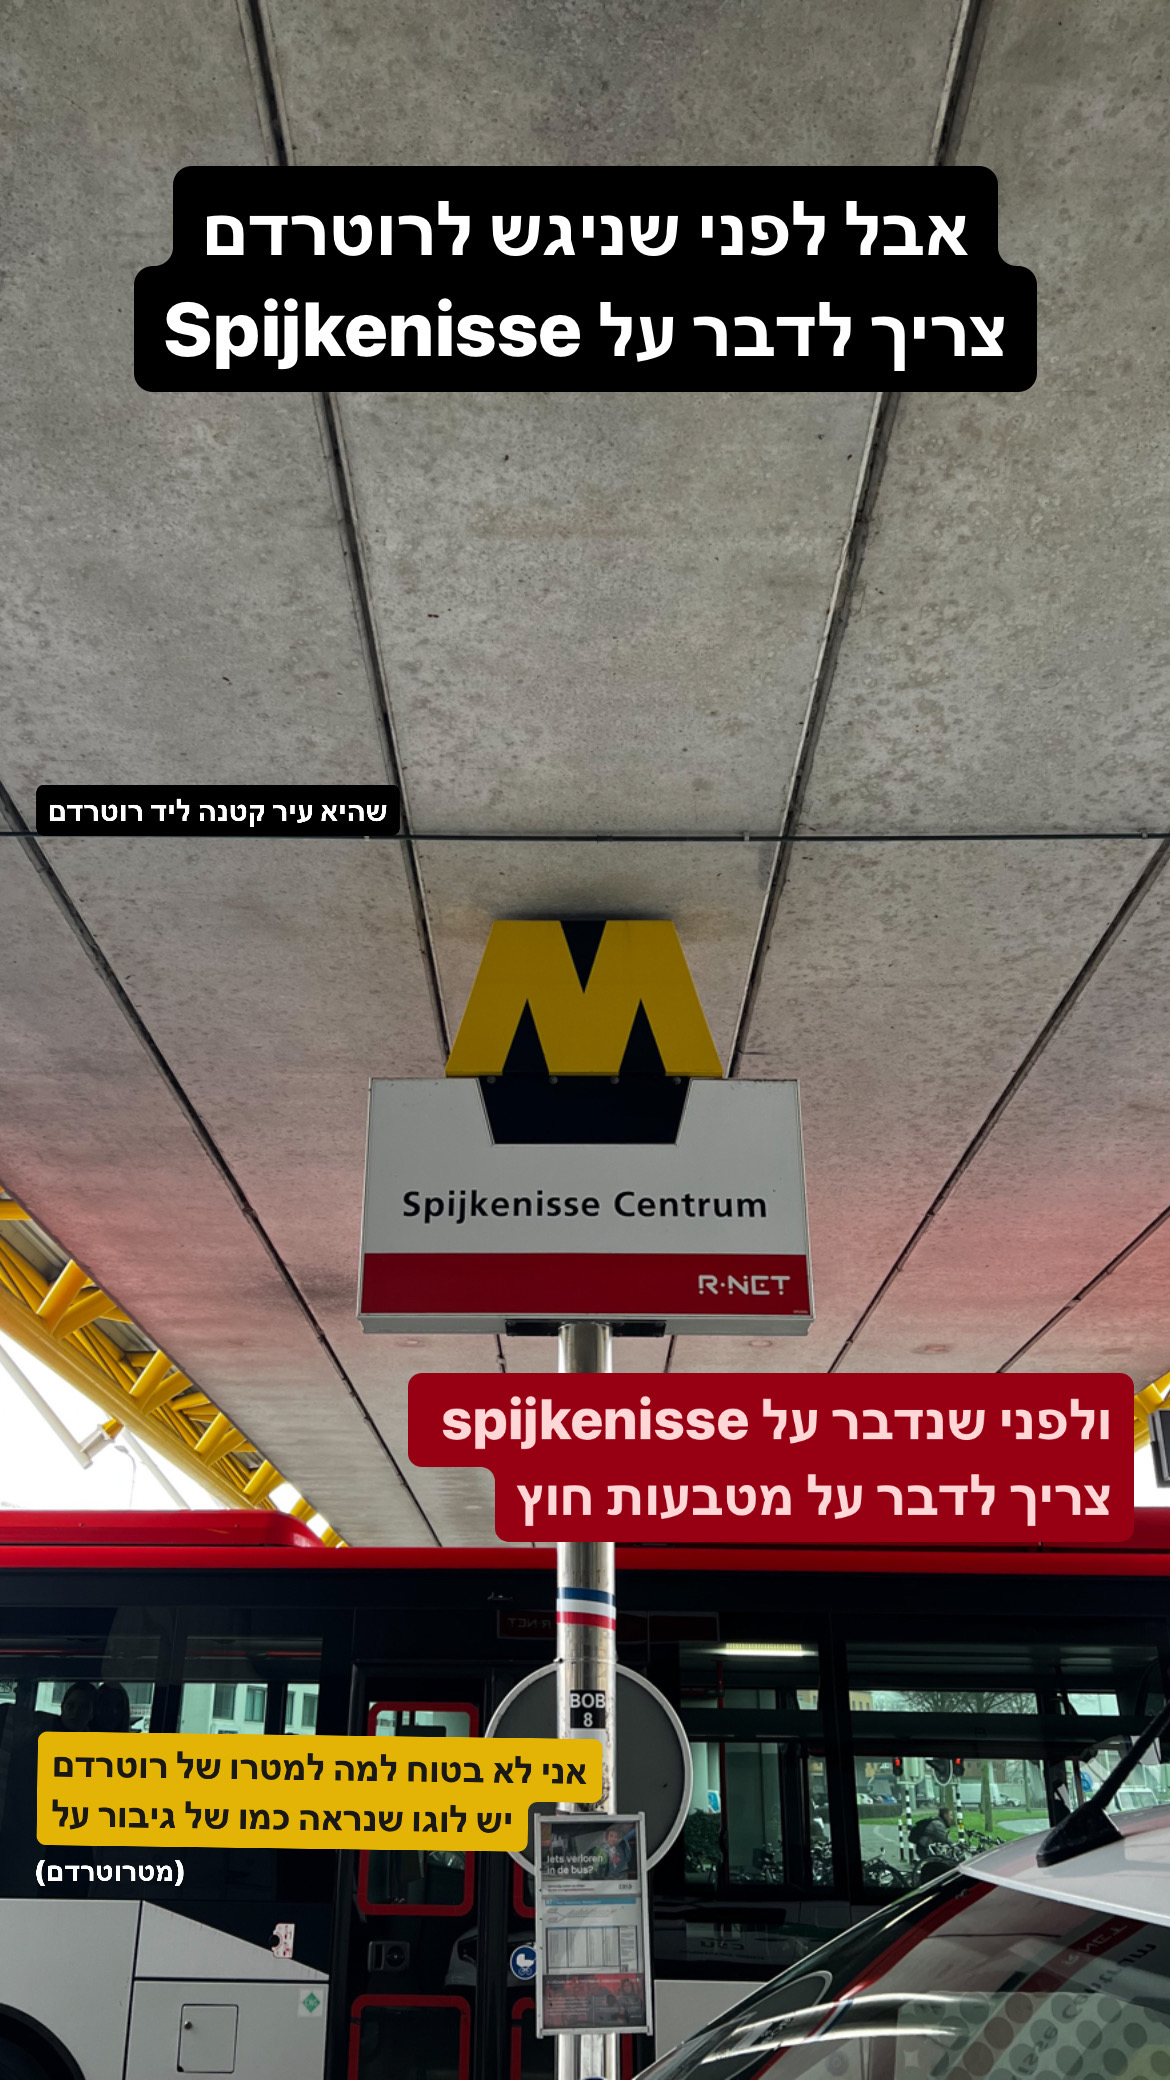 אבל לפני שניגש לרוטרדם
צריך לדבר על Spijkenisse
שהיא עיר קטנה ליד רוטרדם
M
Spijkenisse Centrum
R·NET
ולפני שנדבר על spijkenisse
צריך לדבר על מטבעות חוץ
R·NET
BOB
8
אני לא בטוח למה למטרו של רוטרדם
יש לוגו שנראה כמו של גיבור על
(מטרוטרדם)
Iets verloren
in de bus?
R·NET